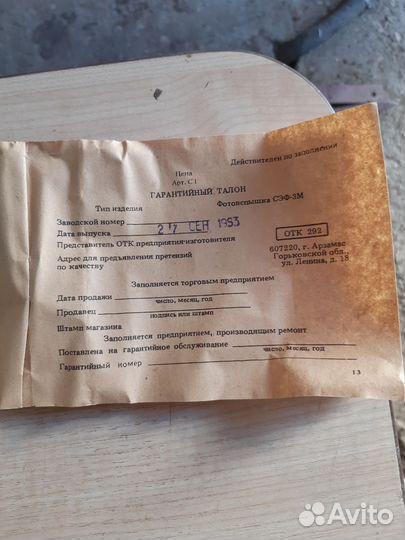 Действителен по заполнении
Цена
Арт. С1
ГАРАНТИЙНЫЙ ТАЛОН
Тип изделия Фотовспышка СЭФ-3М
Заводской номер
Дата выпуска 27 СЕН 1983
Представитель ОТК предприятия-изготовителя ОТК 292
Адрес для предъявления претензий
по качеству
607220, г. Арзамас
Горьковской обл.,
ул. Ленина, д. 18
Заполняется торговым предприятием
Дата продажи
число, месяц, год
Продавец
подпись или штамп
Штамп магазина
Заполняется предприятием, производящим ремонт
Поставлена на гарантийное обслуживание
число, месяц, год
Гарантийный номер
13
Avito